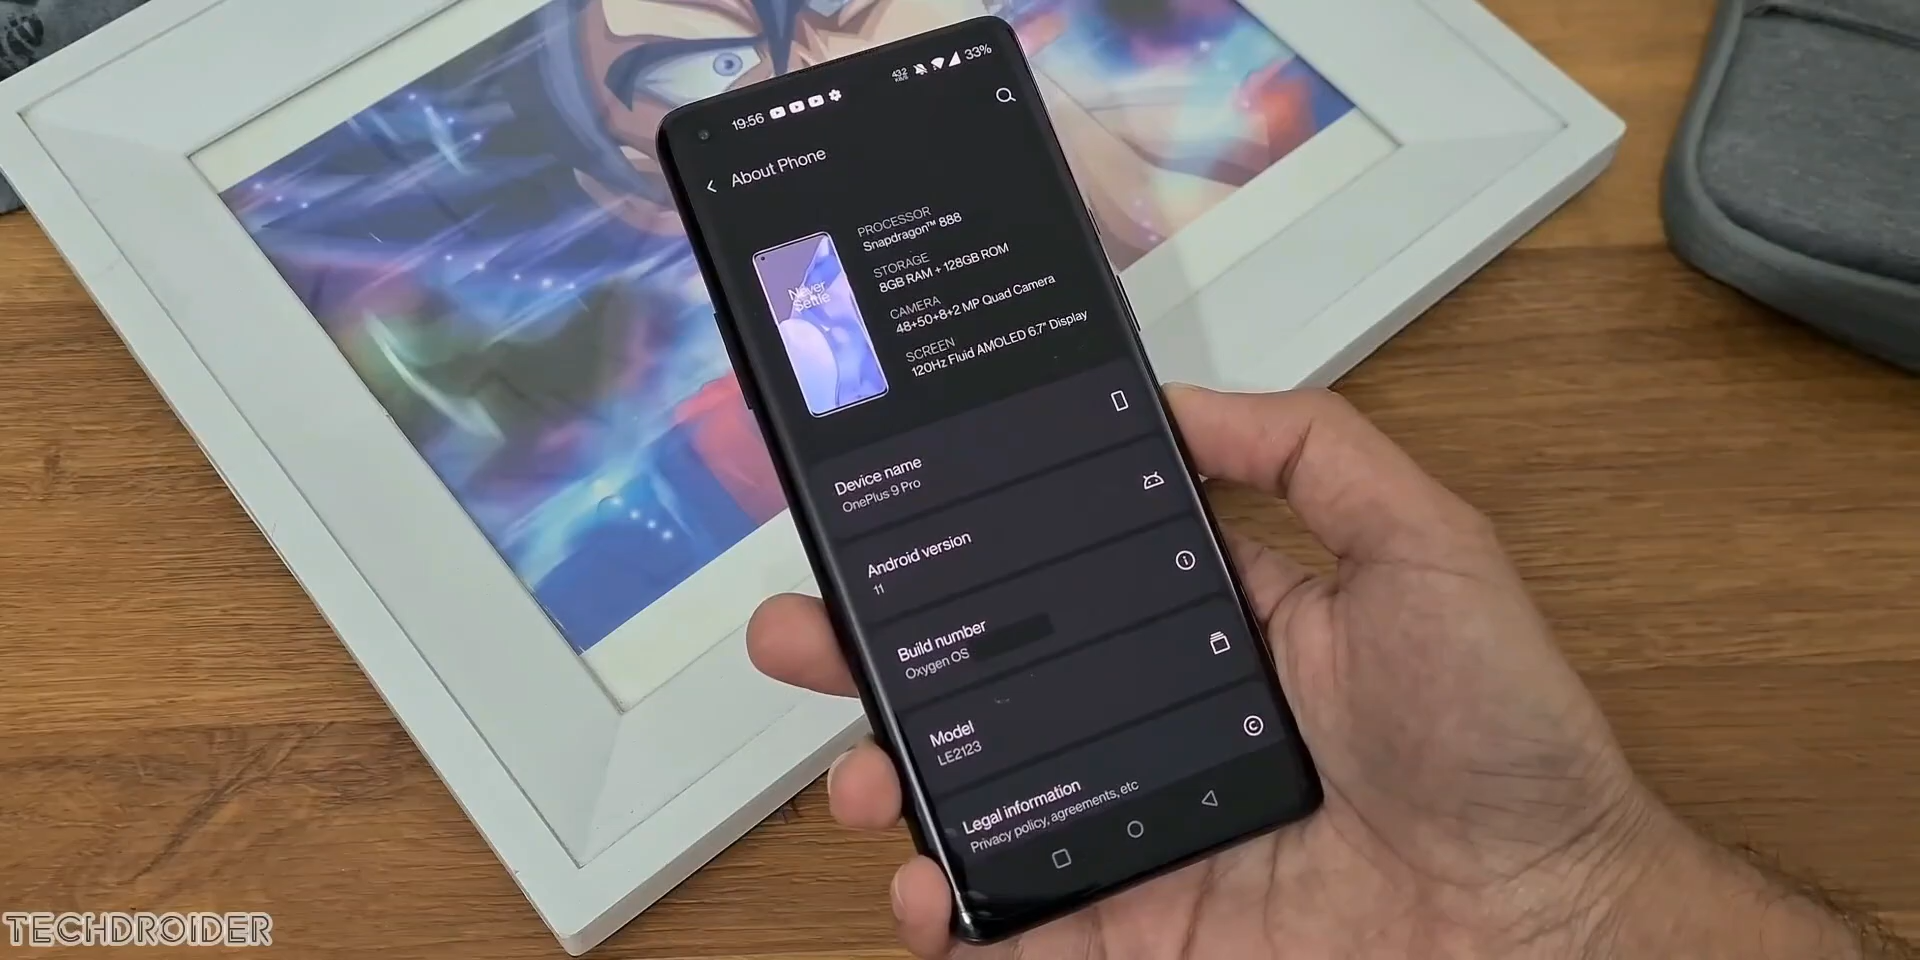 19:56
432
KB/S
33%
About Phone
PROCESSOR
Snapdragon™ 888
STORAGE
8GB RAM + 128GB ROM
CAMERA
48+50+8+2 MP Quad Camera
SCREEN
120Hz Fluid AMOLED 6.7" Display
Never
Settle
Device name
OnePlus 9 Pro
Android version
11
Build number
Oxygen OS
Model
LE2123
Legal information
Privacy policy, agreements, etc
TECHDROIDER